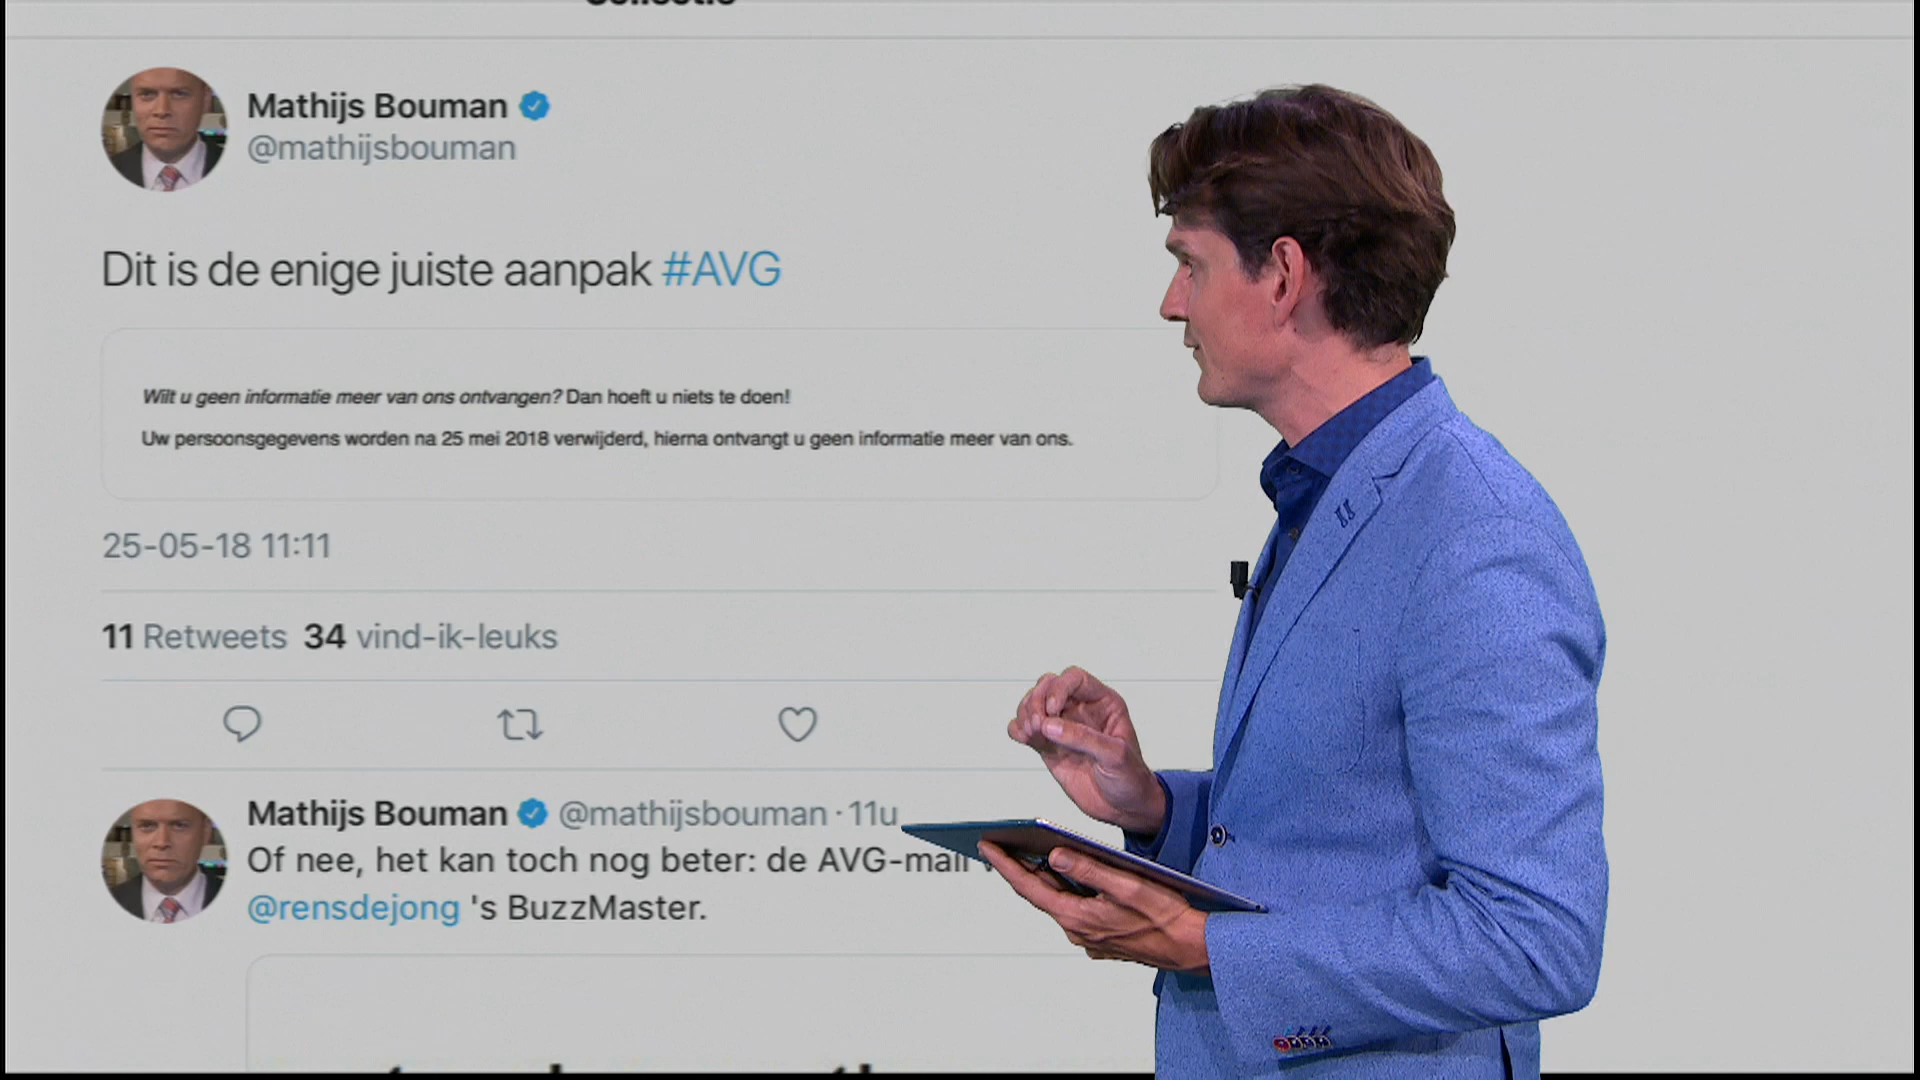 Collectie
Mathijs Bouman
@mathijsbouman
Dit is de enige juiste aanpak #AVG
Wilt u geen informatie meer van ons ontvangen? Dan hoeft u niets te doen!
Uw persoonsgegevens worden na 25 mei 2018 verwijderd, hierna ontvangt u geen informatie meer van ons.
25-05-18 11:11
11 Retweets 34 vind-ik-leuks
Mathijs Bouman @mathijsbouman · 11u
Of nee, het kan toch nog beter: de AVG-mail
@rensdejong 's BuzzMaster.